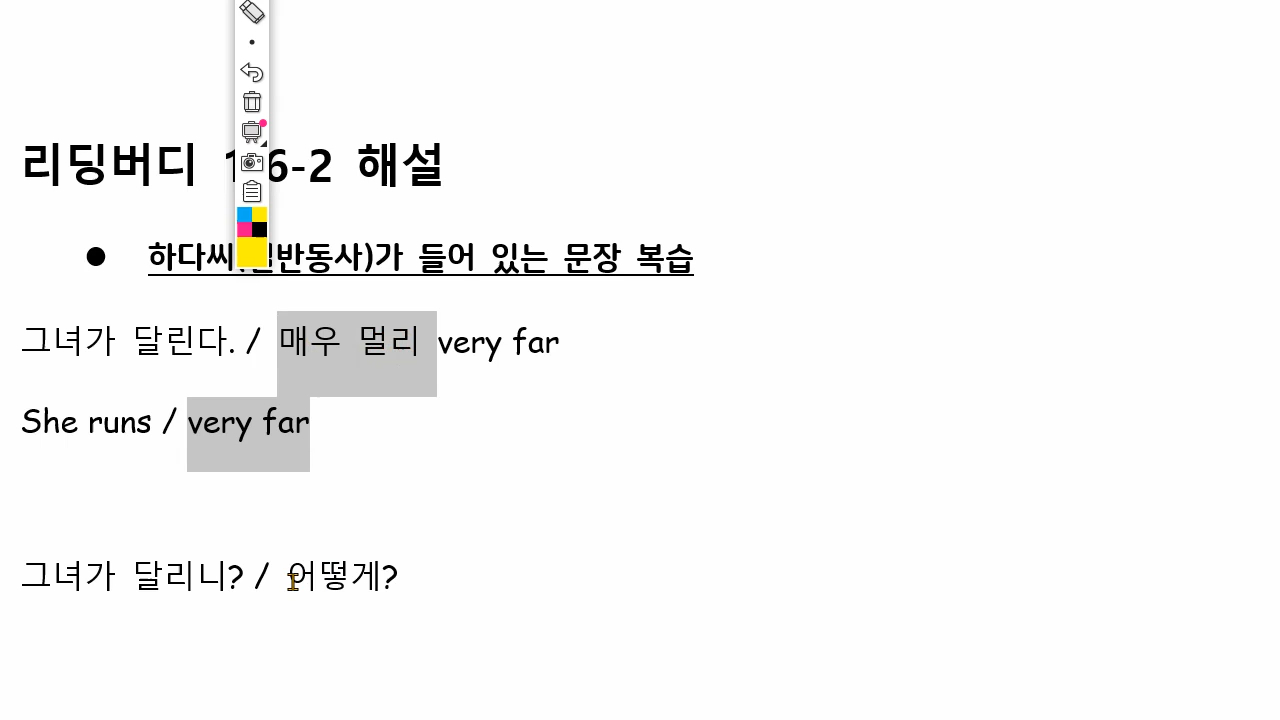 리딩버디 1 6-2 해설
● 하다씨(일반동사)가 들어 있는 문장 복습
그녀가 달린다. / 매우 멀리 very far
She runs / very far
그녀가 달리니? / 어떻게?